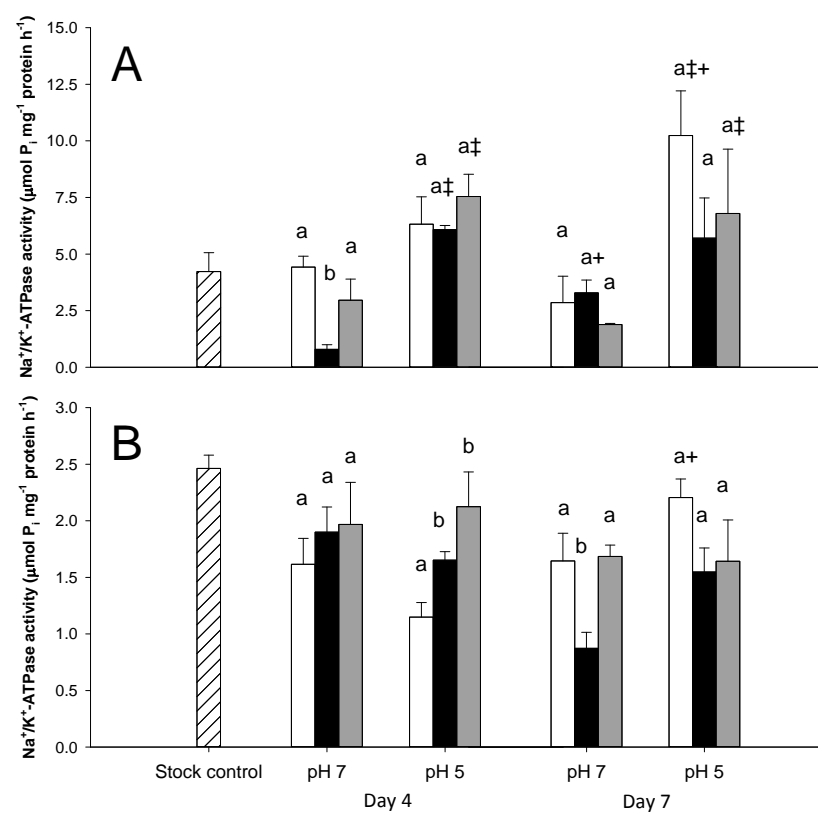 A
Na⁺/K⁺-ATPase activity (μmol Pᵢ mg⁻¹ protein h⁻¹)
15.0
12.5
10.0
7.5
5.0
2.5
0.0
a
b
a
a
a‡
a‡
a
a+
a
a‡+
a
a‡
B
Na⁺/K⁺-ATPase activity (μmol Pᵢ mg⁻¹ protein h⁻¹)
3.0
2.5
2.0
1.5
1.0
0.5
0.0
a
a
a
a
b
b
a
b
a
a+
a
a
Stock control pH 7 pH 5 pH 7 pH 5
Day 4 Day 7